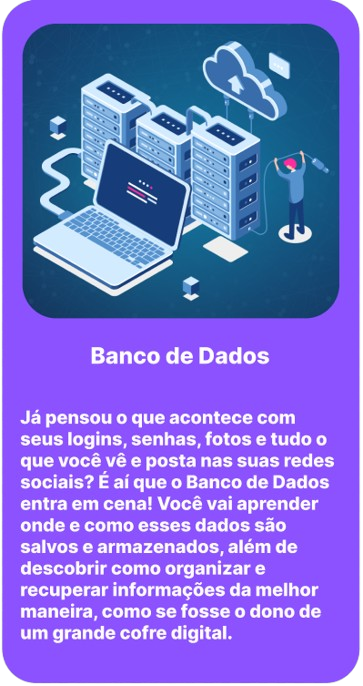 Banco de Dados
Já pensou o que acontece com
seus logins, senhas, fotos e tudo o
que você vê e posta nas suas redes
sociais? É aí que o Banco de Dados
entra em cena! Você vai aprender
onde e como esses dados são
salvos e armazenados, além de
descobrir como organizar e
recuperar informações da melhor
maneira, como se fosse o dono de
um grande cofre digital.